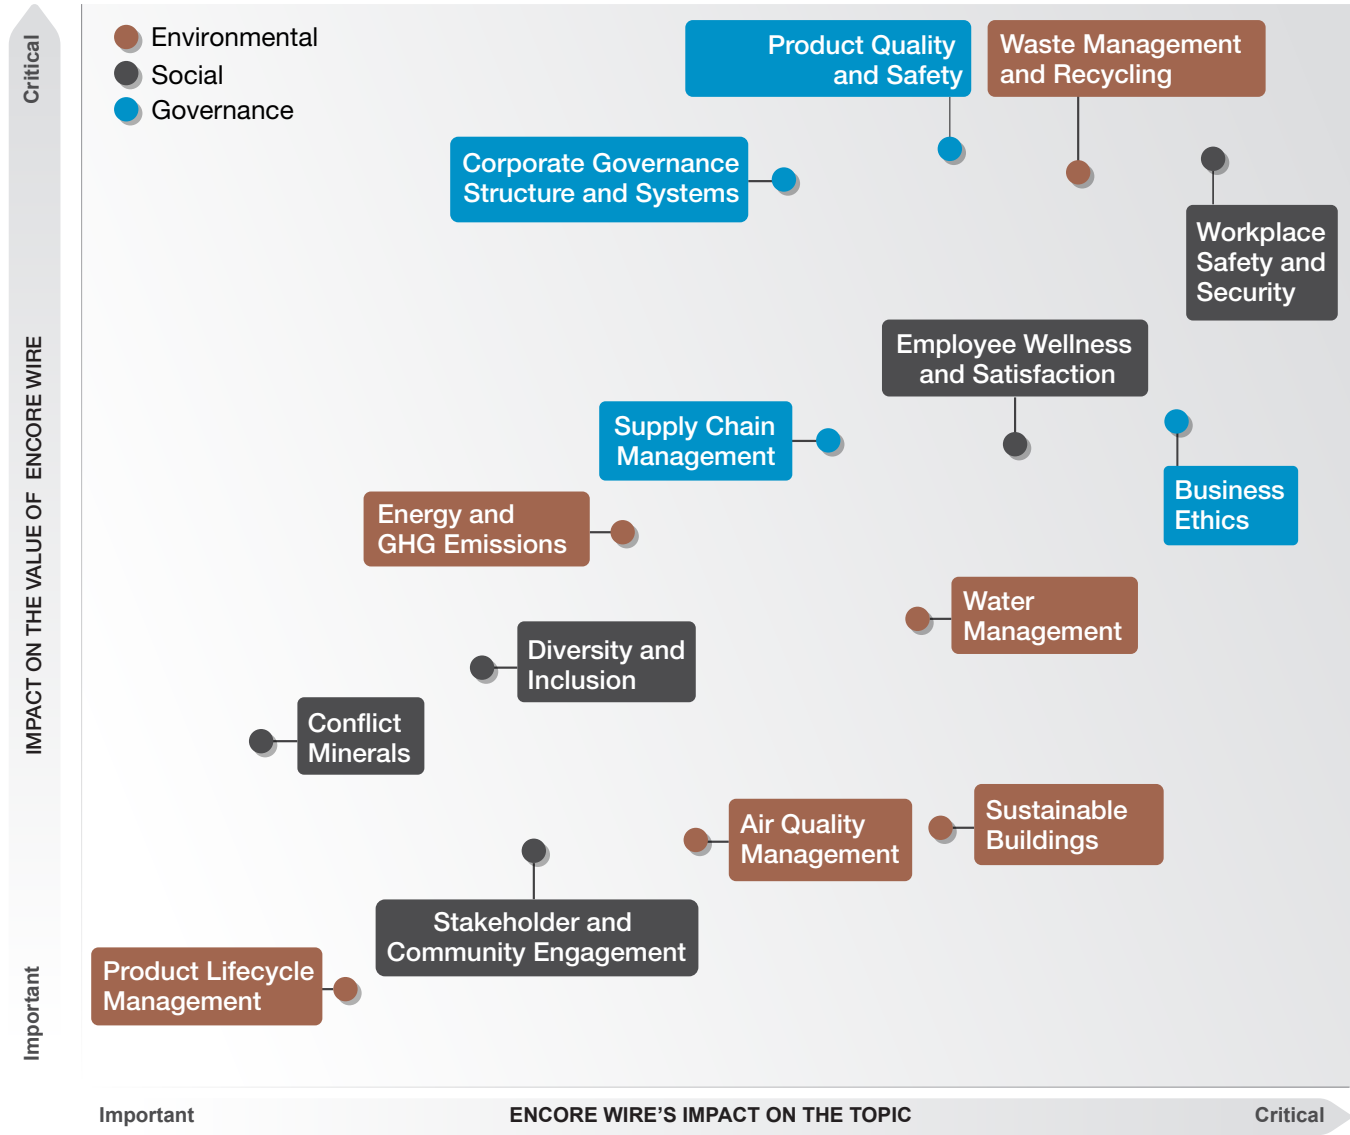 Critical
Environmental
Social
Governance
Product Quality
and Safety
Waste Management
and Recycling
Corporate Governance
Structure and Systems
Workplace
Safety and
Security
Employee Wellness
and Satisfaction
Supply Chain
Management
Business
Ethics
Energy and
GHG Emissions
Water
Management
Diversity and
Inclusion
Conflict
Minerals
Sustainable
Buildings
Air Quality
Management
Stakeholder and
Community Engagement
Product Lifecycle
Management
IMPACT ON THE VALUE OF ENCORE WIRE
Important
Important
ENCORE WIRE'S IMPACT ON THE TOPIC
Critical